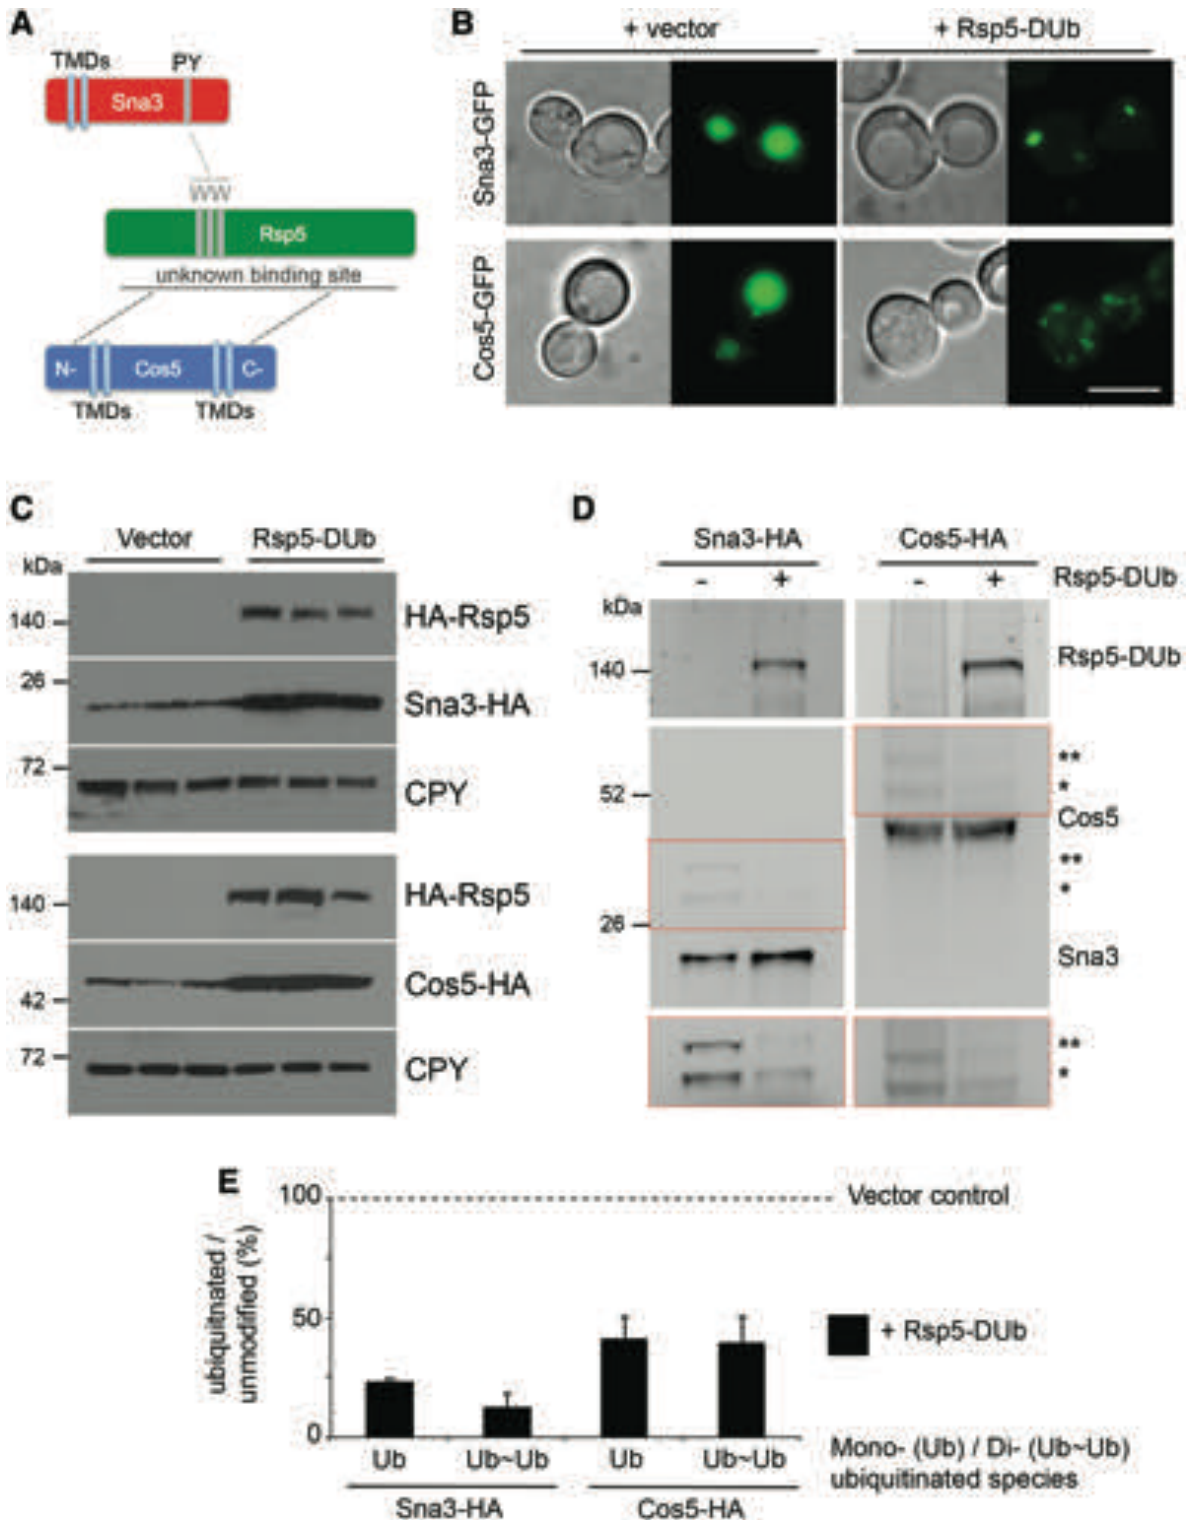 A
TMDs PY
Sna3
WW
Rsp5
unknown binding site
N- Cos5 C-
TMDs TMDs
B
+ vector + Rsp5-DUb
Sna3-GFP
Cos5-GFP
C
Vector Rsp5-DUb
kDa
140 HA-Rsp5
26 Sna3-HA
72 CPY
140 HA-Rsp5
42 Cos5-HA
72 CPY
D
Sna3-HA Cos5-HA
- + - + Rsp5-DUb
kDa
140 Rsp5-DUb
**
52 *
Cos5
**
*
26
Sna3
**
*
E
100 Vector control
50
0
ubiquitnated /
unmodified (%)
+ Rsp5-DUb
Ub Ub~Ub Ub Ub~Ub
Sna3-HA Cos5-HA
Mono- (Ub) / Di- (Ub~Ub)
ubiquitinated species